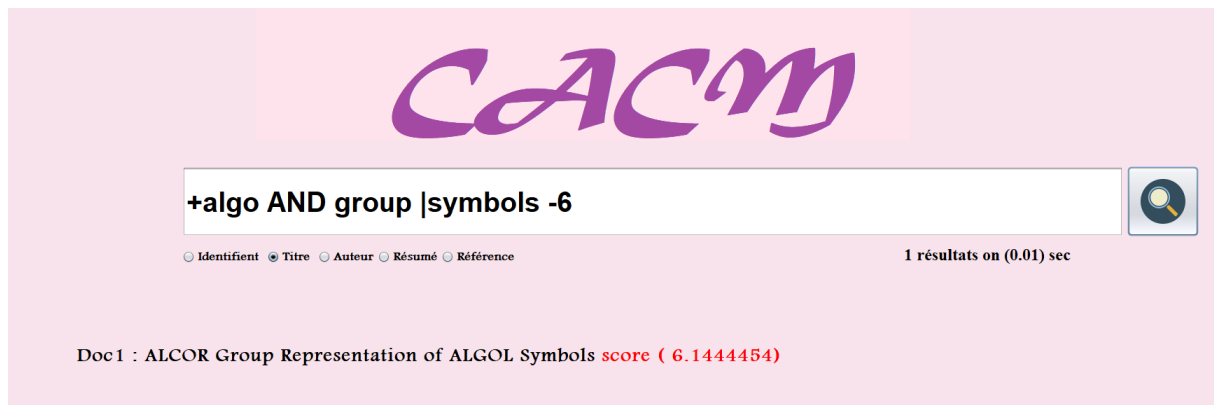 CACM
+algo AND group |symbols -6
Identifient Titre Auteur Résumé Référence
1 résultats on (0.01) sec
Doc1 : ALCOR Group Representation of ALGOL Symbols score ( 6.1444454)